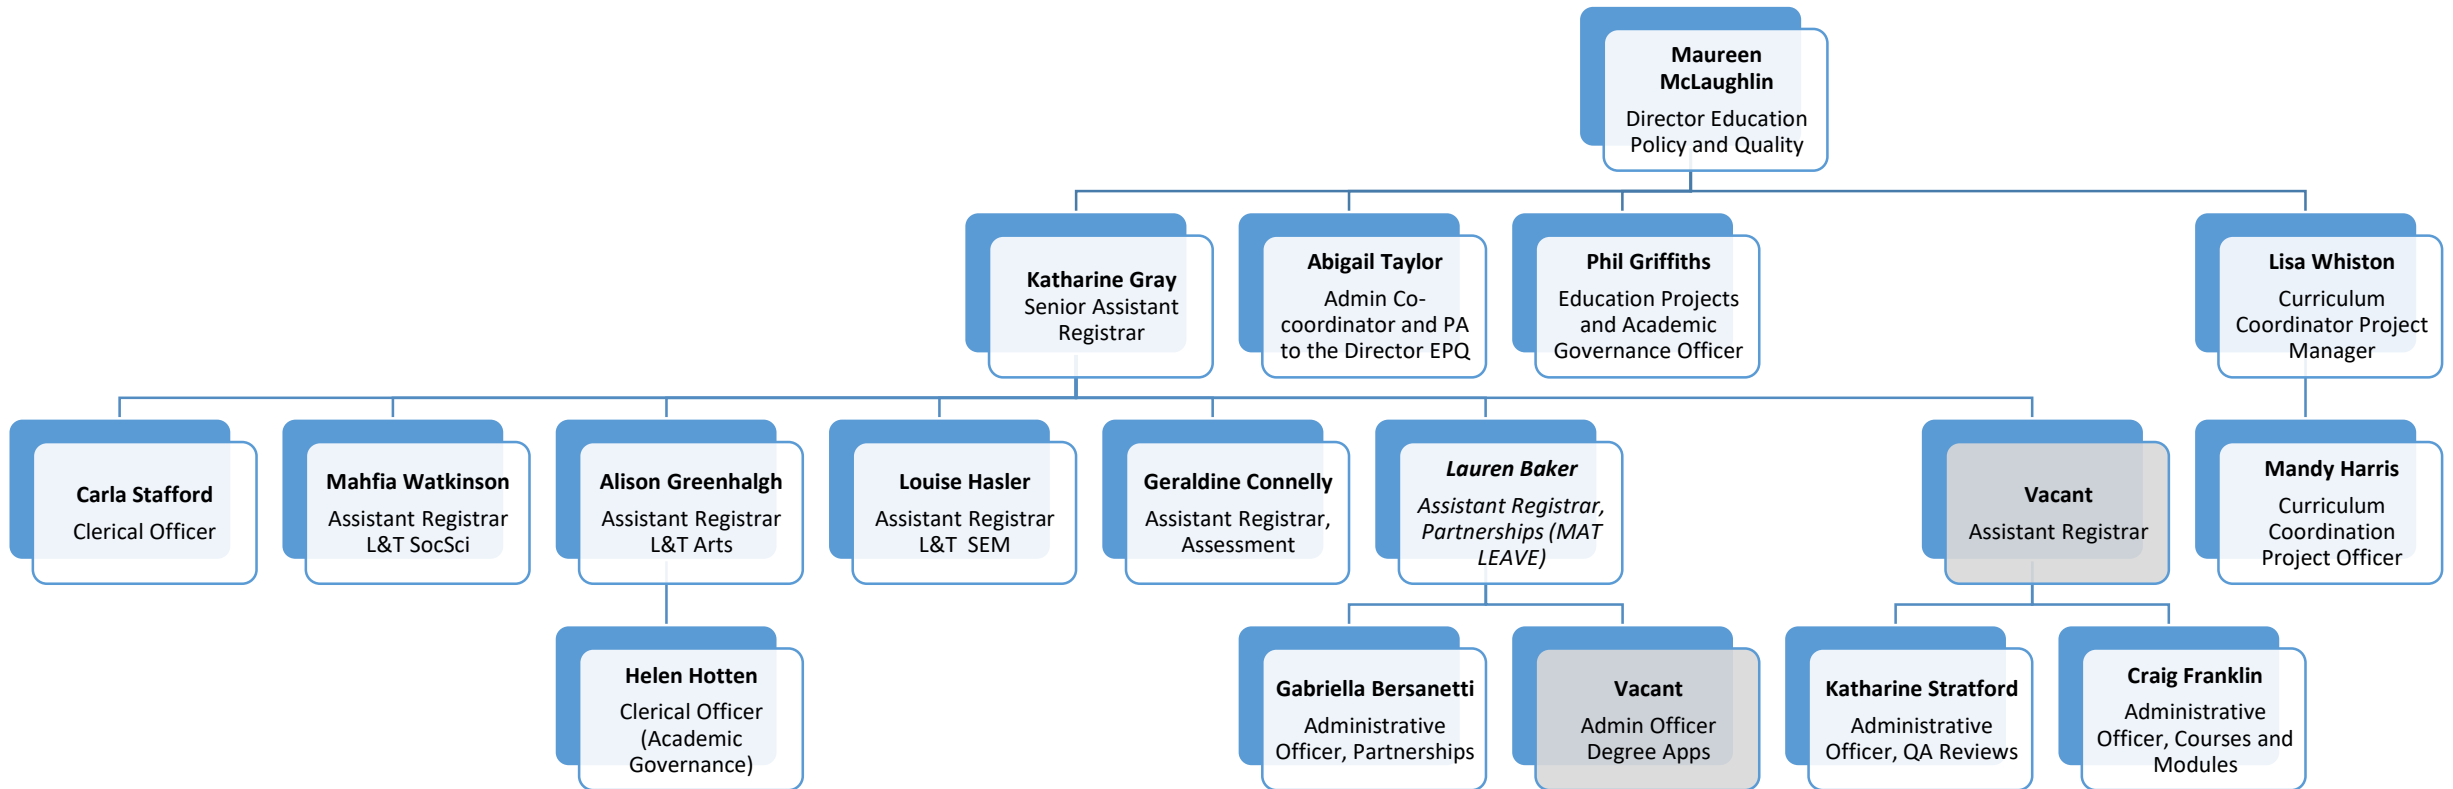 Maureen
McLaughlin
Director Education
Policy and Quality
Katharine Gray
Senior Assistant
Registrar
Abigail Taylor
Admin Co-
coordinator and PA
to the Director EPQ
Phil Griffiths
Education Projects
and Academic
Governance Officer
Lisa Whiston
Curriculum
Coordinator Project
Manager
Carla Stafford
Clerical Officer
Mahfia Watkinson
Assistant Registrar
L&T SocSci
Alison Greenhalgh
Assistant Registrar
L&T Arts
Louise Hasler
Assistant Registrar
L&T  SEM
Geraldine Connelly
Assistant Registrar,
Assessment
Lauren Baker
Assistant Registrar,
Partnerships (MAT
LEAVE)
Vacant
Assistant Registrar
Mandy Harris
Curriculum
Coordination
Project Officer
Helen Hotten
Clerical Officer
(Academic
Governance)
Gabriella Bersanetti
Administrative
Officer, Partnerships
Vacant
Admin Officer
Degree Apps
Katharine Stratford
Administrative
Officer, QA Reviews
Craig Franklin
Administrative
Officer, Courses and
Modules